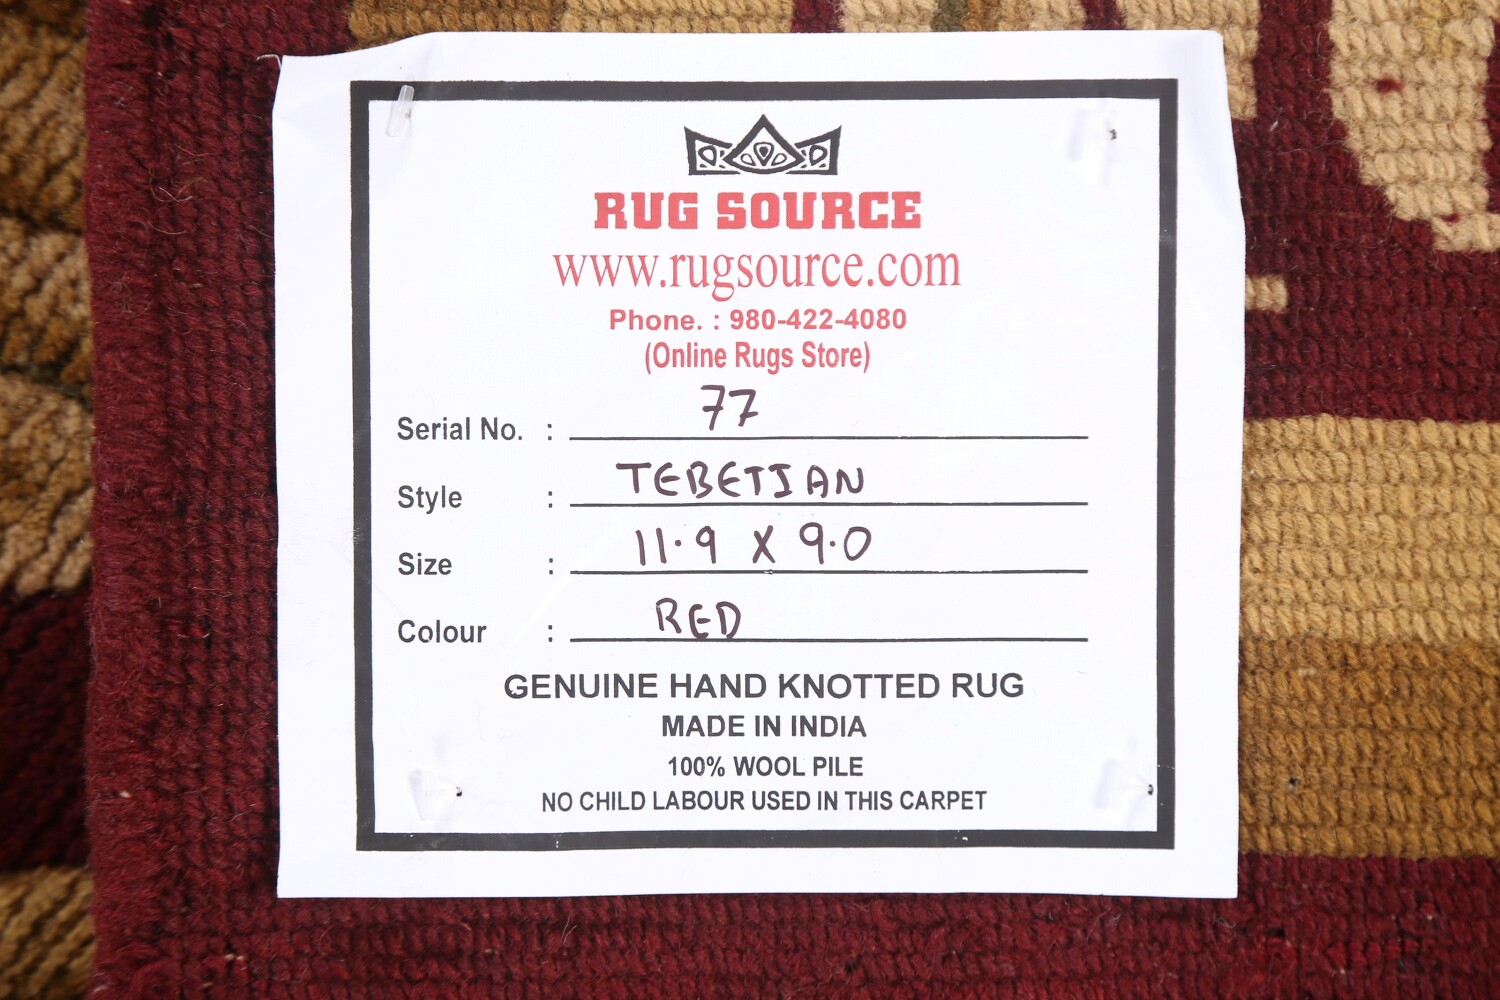 RUG SOURCE
www.rugsource.com
Phone. : 980-422-4080
(Online Rugs Store)
Serial No. : 77
Style : TEBETIAN
Size : 11.9 X 9.0
Colour : RED
GENUINE HAND KNOTTED RUG
MADE IN INDIA
100% WOOL PILE
NO CHILD LABOUR USED IN THIS CARPET